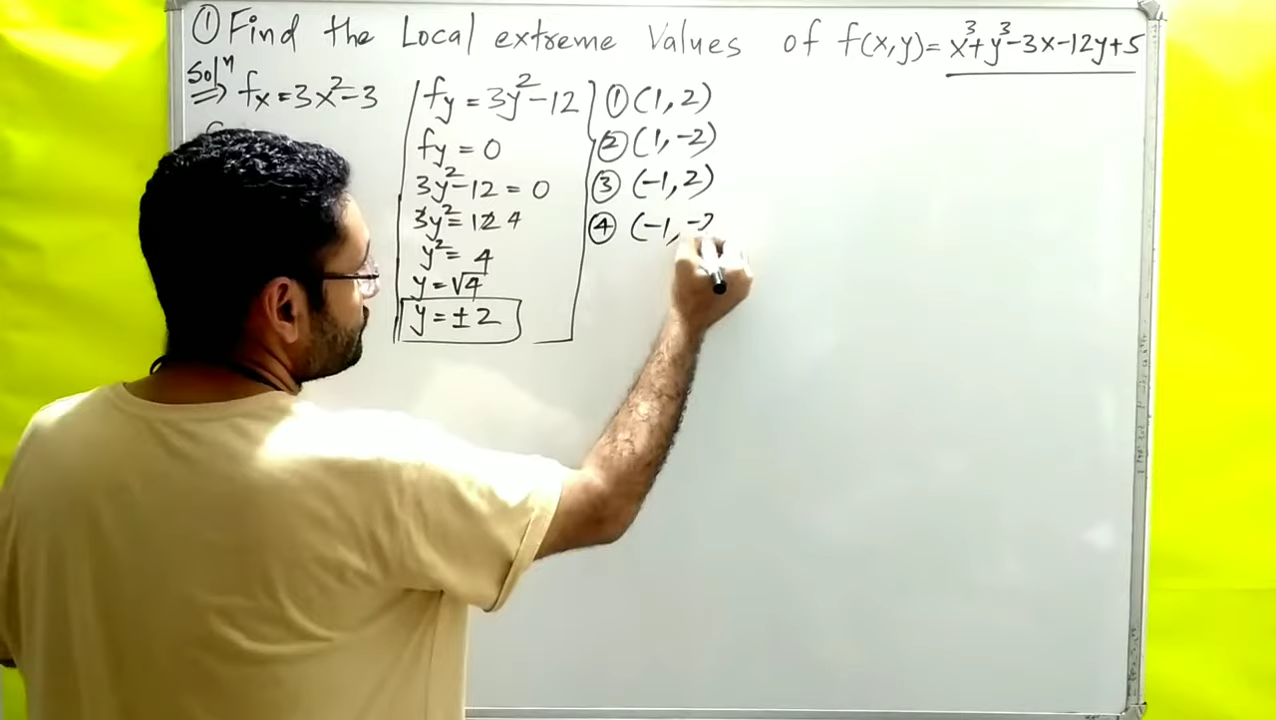 ① Find the Local extreme Values of f(x,y) = x³+y³-3x-12y+5
Solⁿ
⇒ fx = 3x²-3
fy = 3y²-12
fy = 0
3y²-12 = 0
3y² = 12 4
y² = 4
y = √4
y = ±2
① (1, 2)
② (1, -2)
③ (-1, 2)
④ (-1, -2